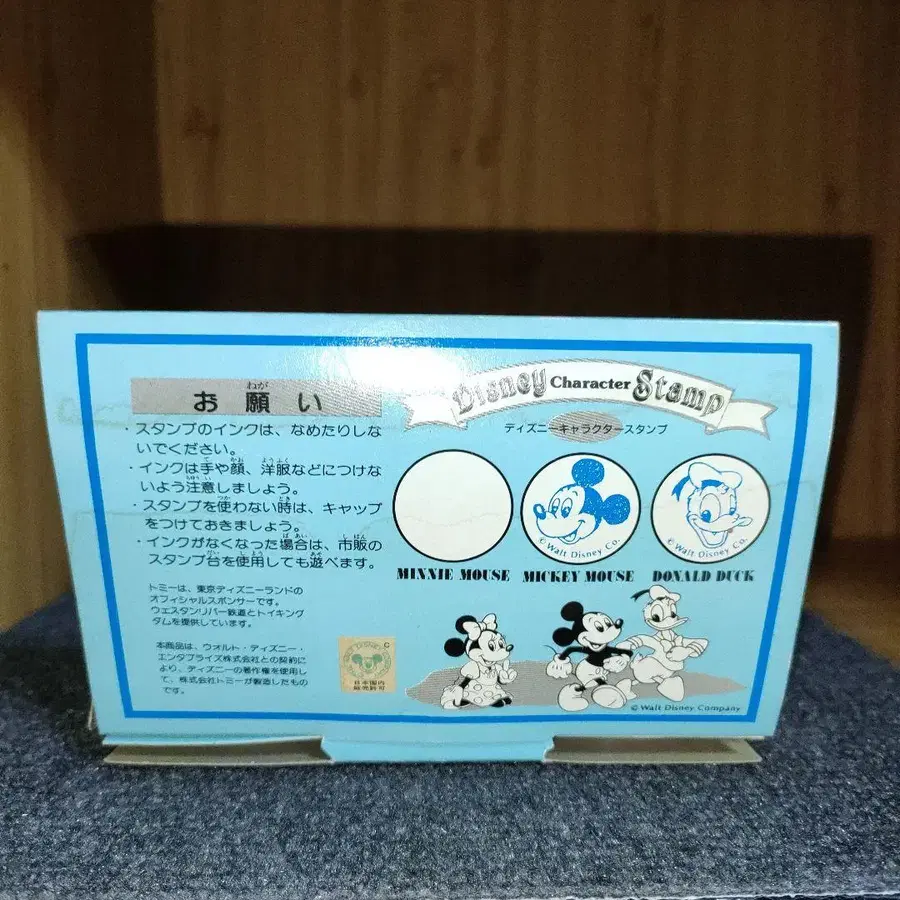 お願い
ねが
・スタンプのインクは、なめたりしな
いでください。
・インクは手や顔、洋服などにつけな
いよう注意しましょう。
・スタンプを使わない時は、キャップ
をつけておきましょう。
・インクがなくなった場合は、市販の
スタンプ台を使用しても遊べます。
トミーは、東京ディズニーランドの
オフィシャルスポンサーです。
ウェスタンリバー鉄道とトイキング
ダムを提供しています。
本商品は、ウォルト・ディズニー・
エンタプライズ株式会社との契約に
より、ディズニーの著作権を使用し
て、株式会社トミーが製造したもの
です。
日本国内
販売許可
Disney Character Stamp
ディズニーキャラクタースタンプ
©Walt Disney Co.
©Walt Disney Co.
MINNIE MOUSE MICKEY MOUSE DONALD DUCK
© Walt Disney Company